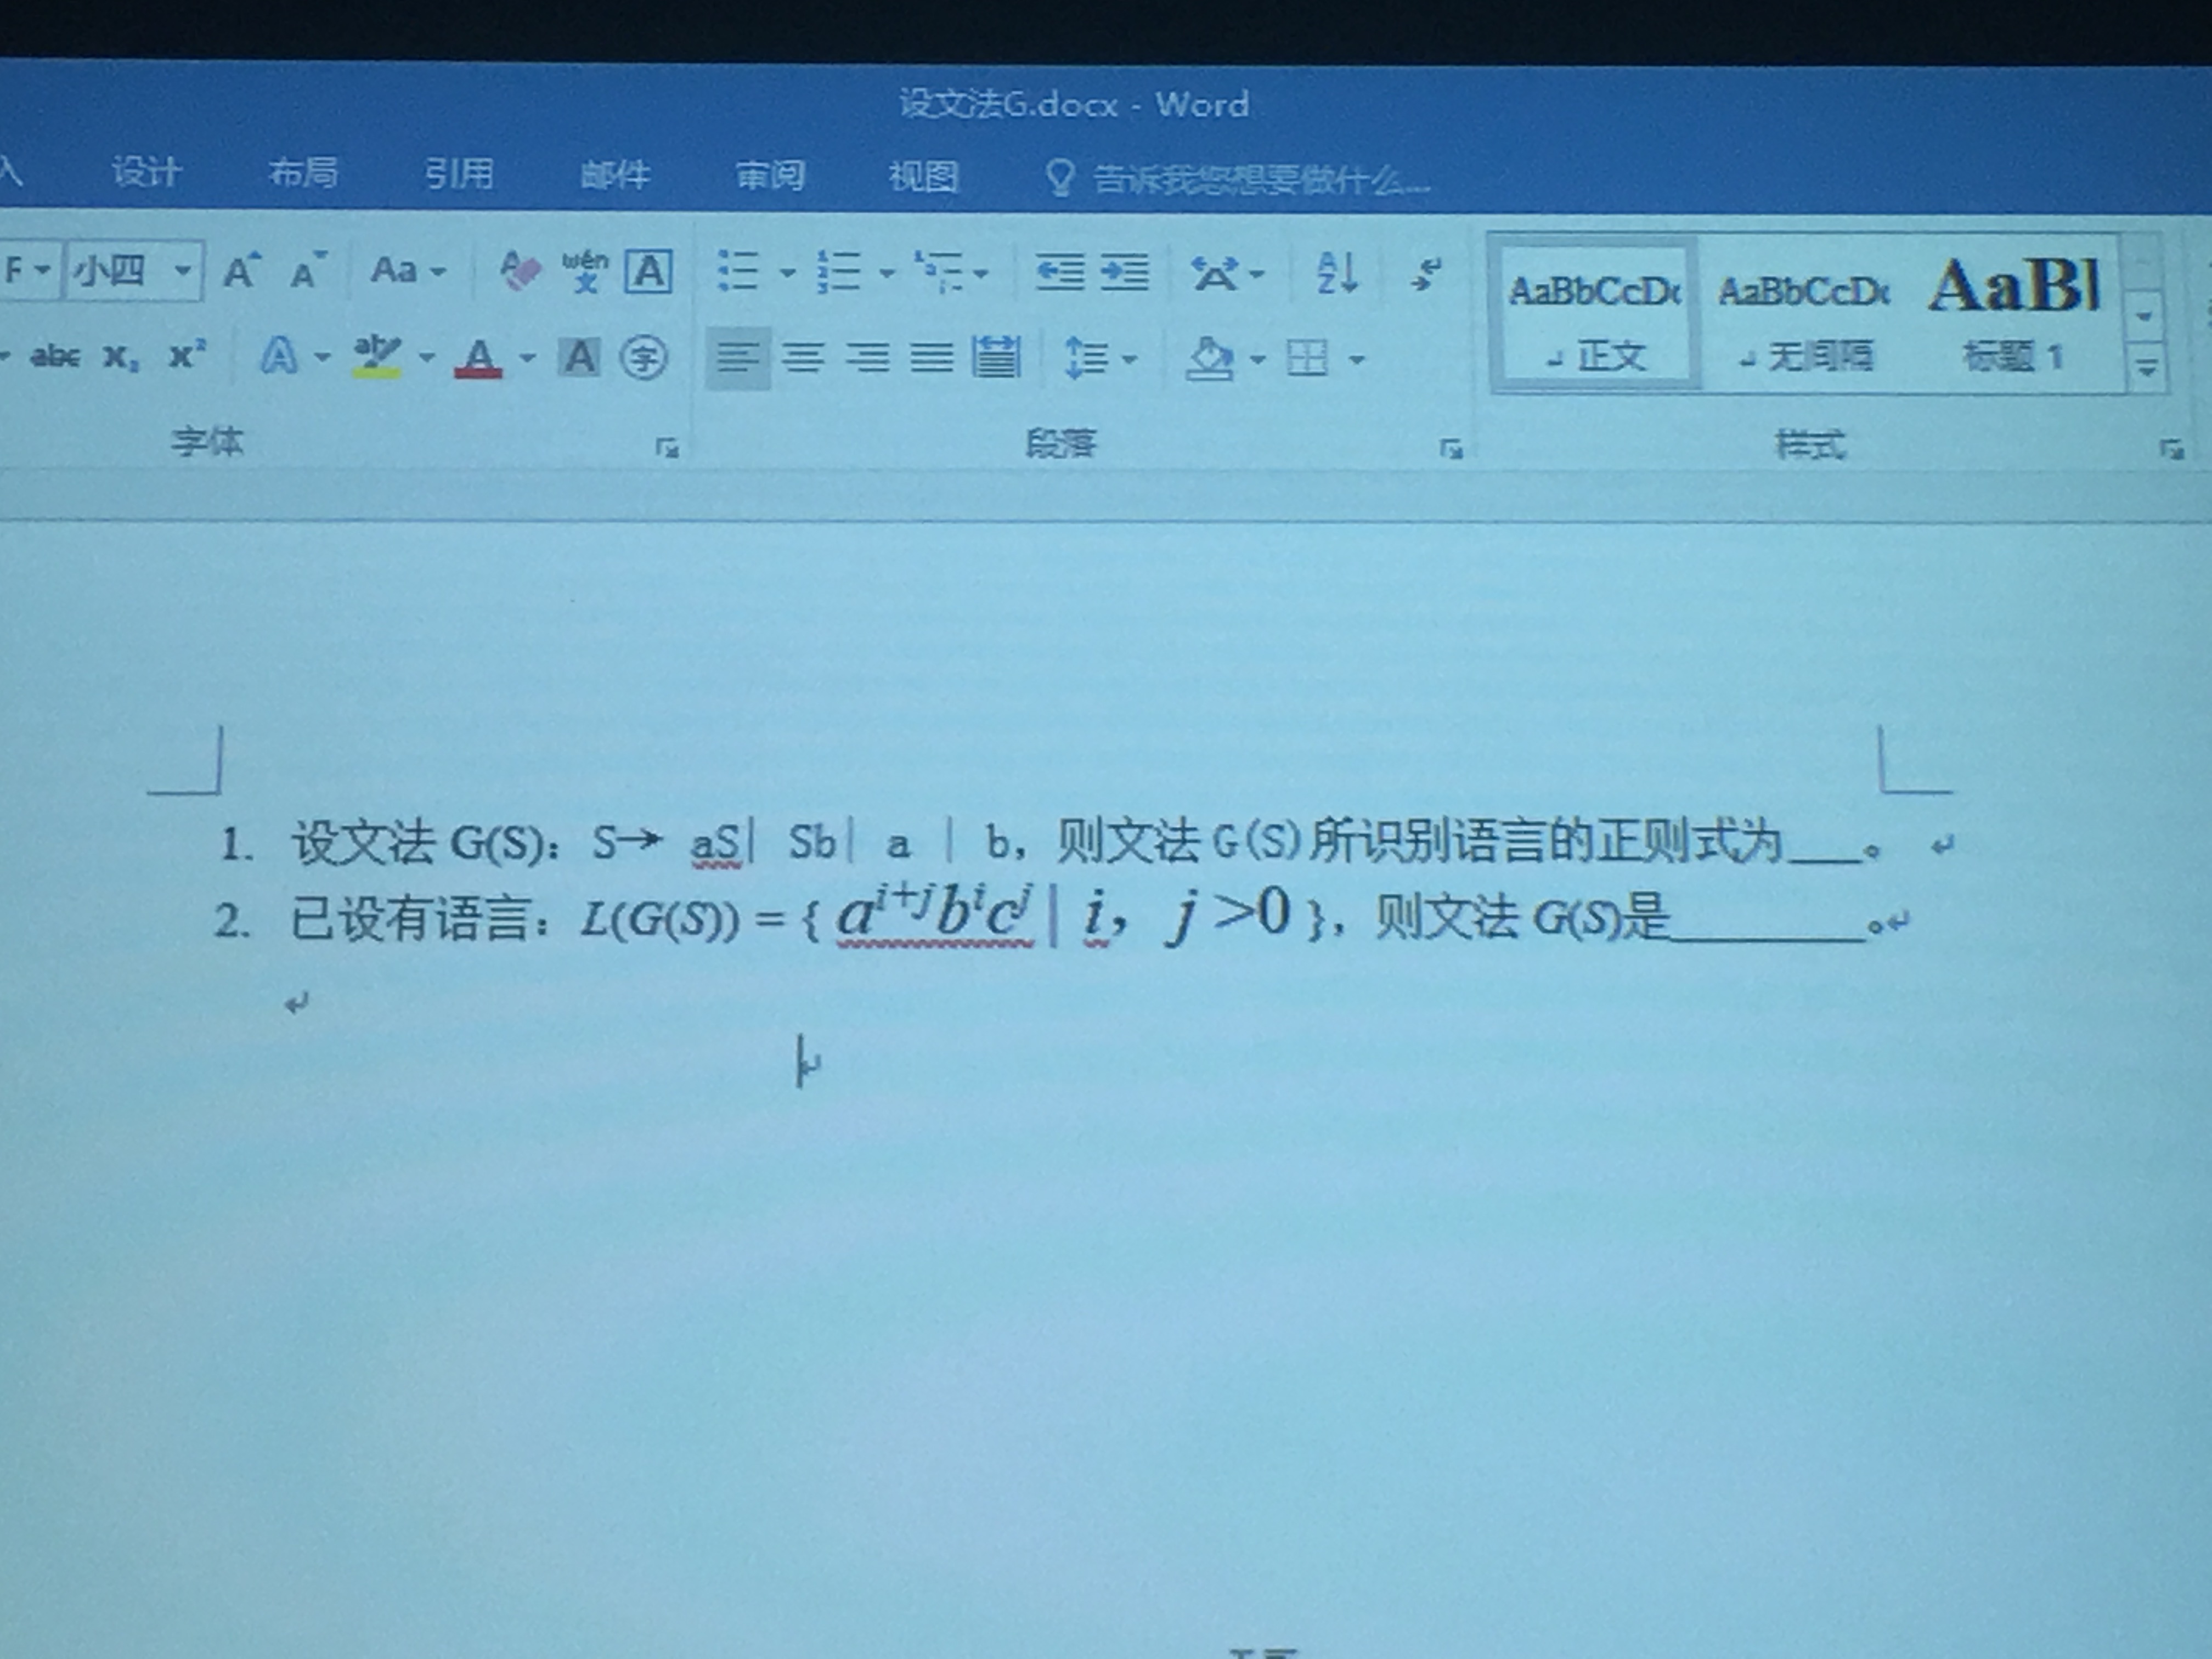 设文法G.docx - Word
入 设计 布局 引用 邮件 审阅 视图 告诉我您想要做什么...
F 小四 A A Aa A wén 文 A A Z AaBbCcDc AaBbCcDc AaBl
abc X₂ X² A aby A A 字 正文 无间隔 标题 1
字体 段落 样式
1. 设文法 G(S)：S→ aS| Sb| a | b，则文法 G(S)所识别语言的正则式为___。
2. 已设有语言：L(G(S)) = { a^{i+j}b^{i}c^{j}| i， j >0 }，则文法 G(S)是________。